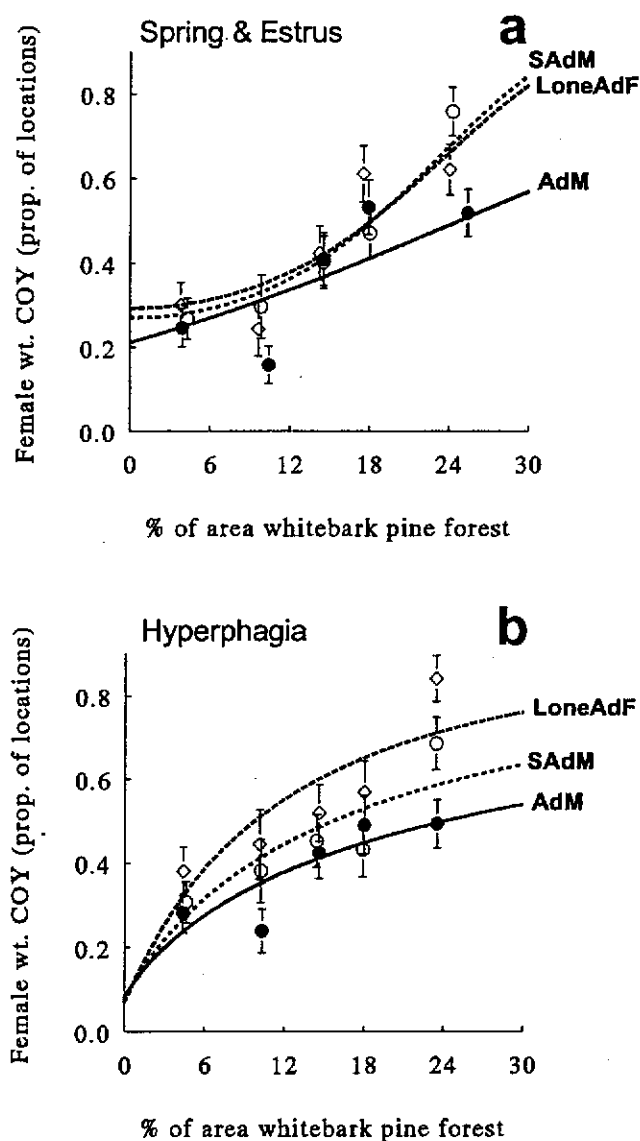 Spring & Estrus
a
SAdM
LoneAdF
AdM
Female wt. COY (prop. of locations)
0.8
0.6
0.4
0.2
0.0
0 6 12 18 24 30
% of area whitebark pine forest
Hyperphagia
b
LoneAdF
SAdM
AdM
Female wt. COY (prop. of locations)
0.8
0.6
0.4
0.2
0.0
0 6 12 18 24 30
% of area whitebark pine forest